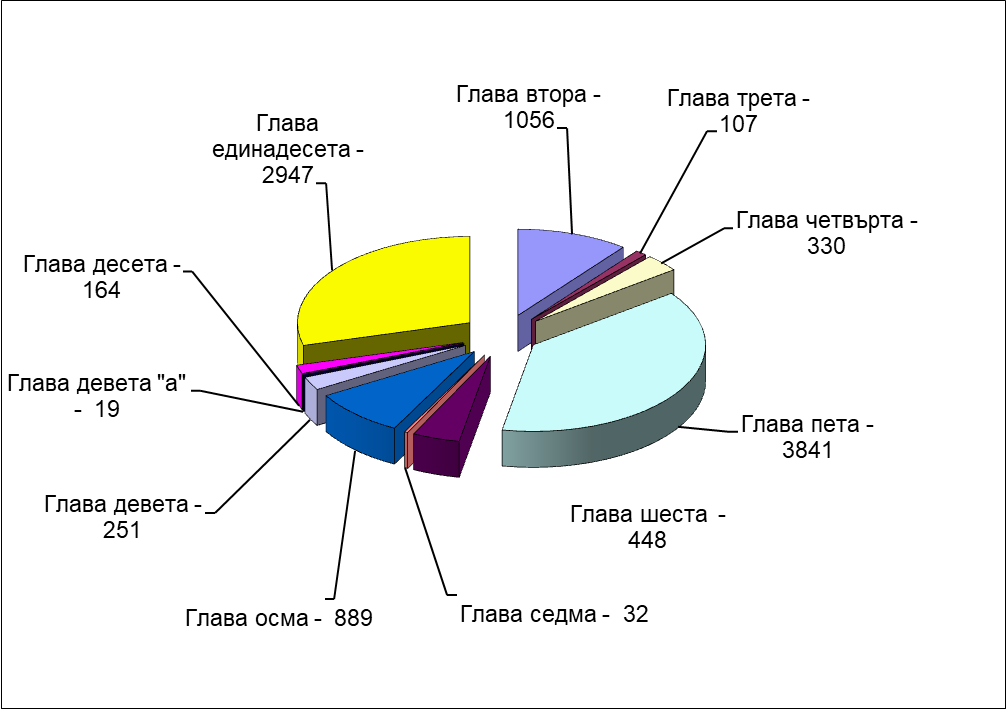 Глава втора -
1056
Глава трета -
107
Глава
единадесета -
2947
Глава четвърта -
330
Глава десета -
164
Глава девета "а"
- 19
Глава пета -
3841
Глава девета -
251
Глава шеста -
448
Глава осма - 889
Глава седма - 32